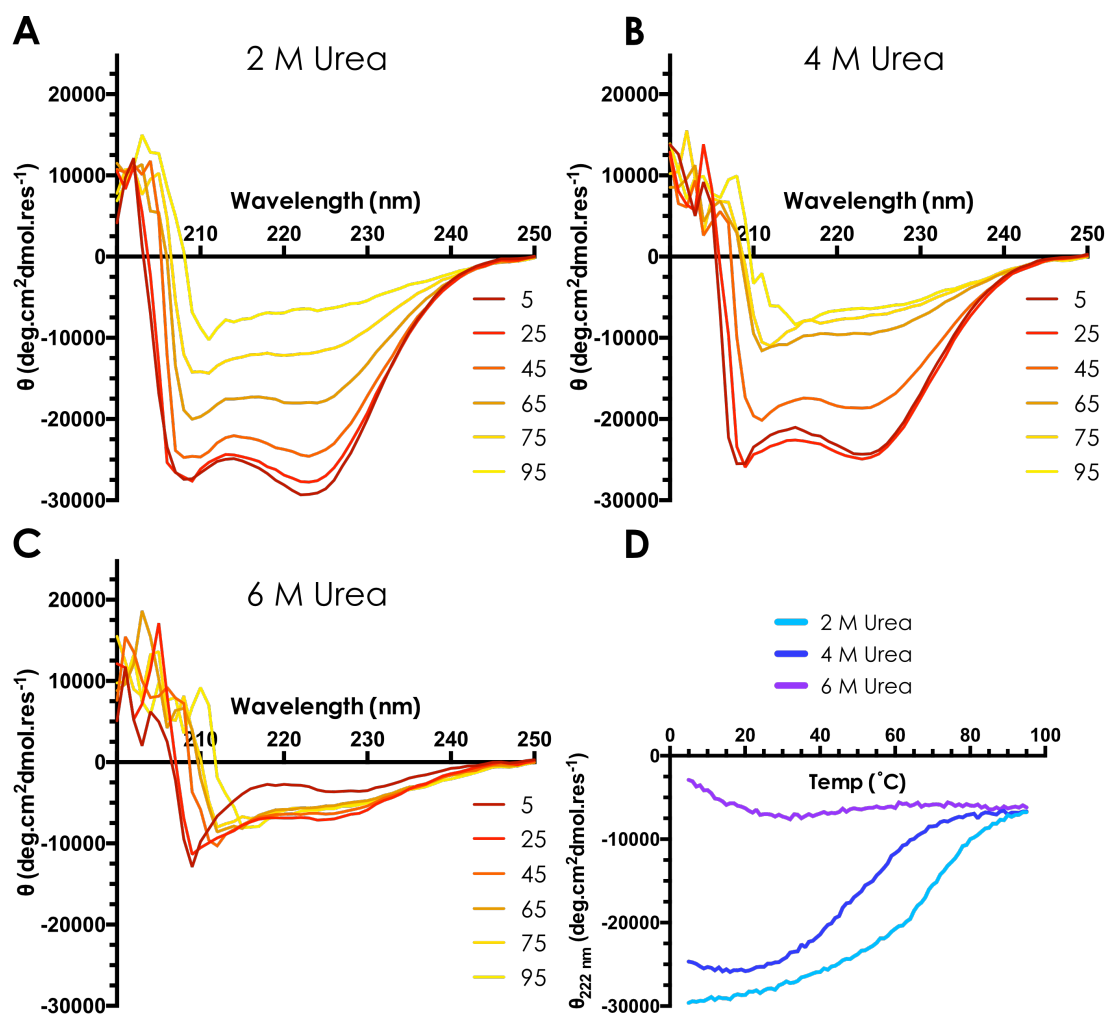 A
2 M Urea
20000
10000
0
-10000
-20000
-30000
θ (deg.cm²dmol.res⁻¹)
Wavelength (nm)
210 220 230 240 250
5
25
45
65
75
95
B
4 M Urea
20000
10000
0
-10000
-20000
-30000
θ (deg.cm²dmol.res⁻¹)
Wavelength (nm)
210 220 230 240 250
5
25
45
65
75
95
C
6 M Urea
20000
10000
0
-10000
-20000
-30000
θ (deg.cm²dmol.res⁻¹)
Wavelength (nm)
210 220 230 240 250
5
25
45
65
75
95
D
2 M Urea
4 M Urea
6 M Urea
0 20 40 60 80 100
Temp (˚C)
0
-10000
-20000
-30000
θ₂₂₂ ₙₘ (deg.cm²dmol.res⁻¹)